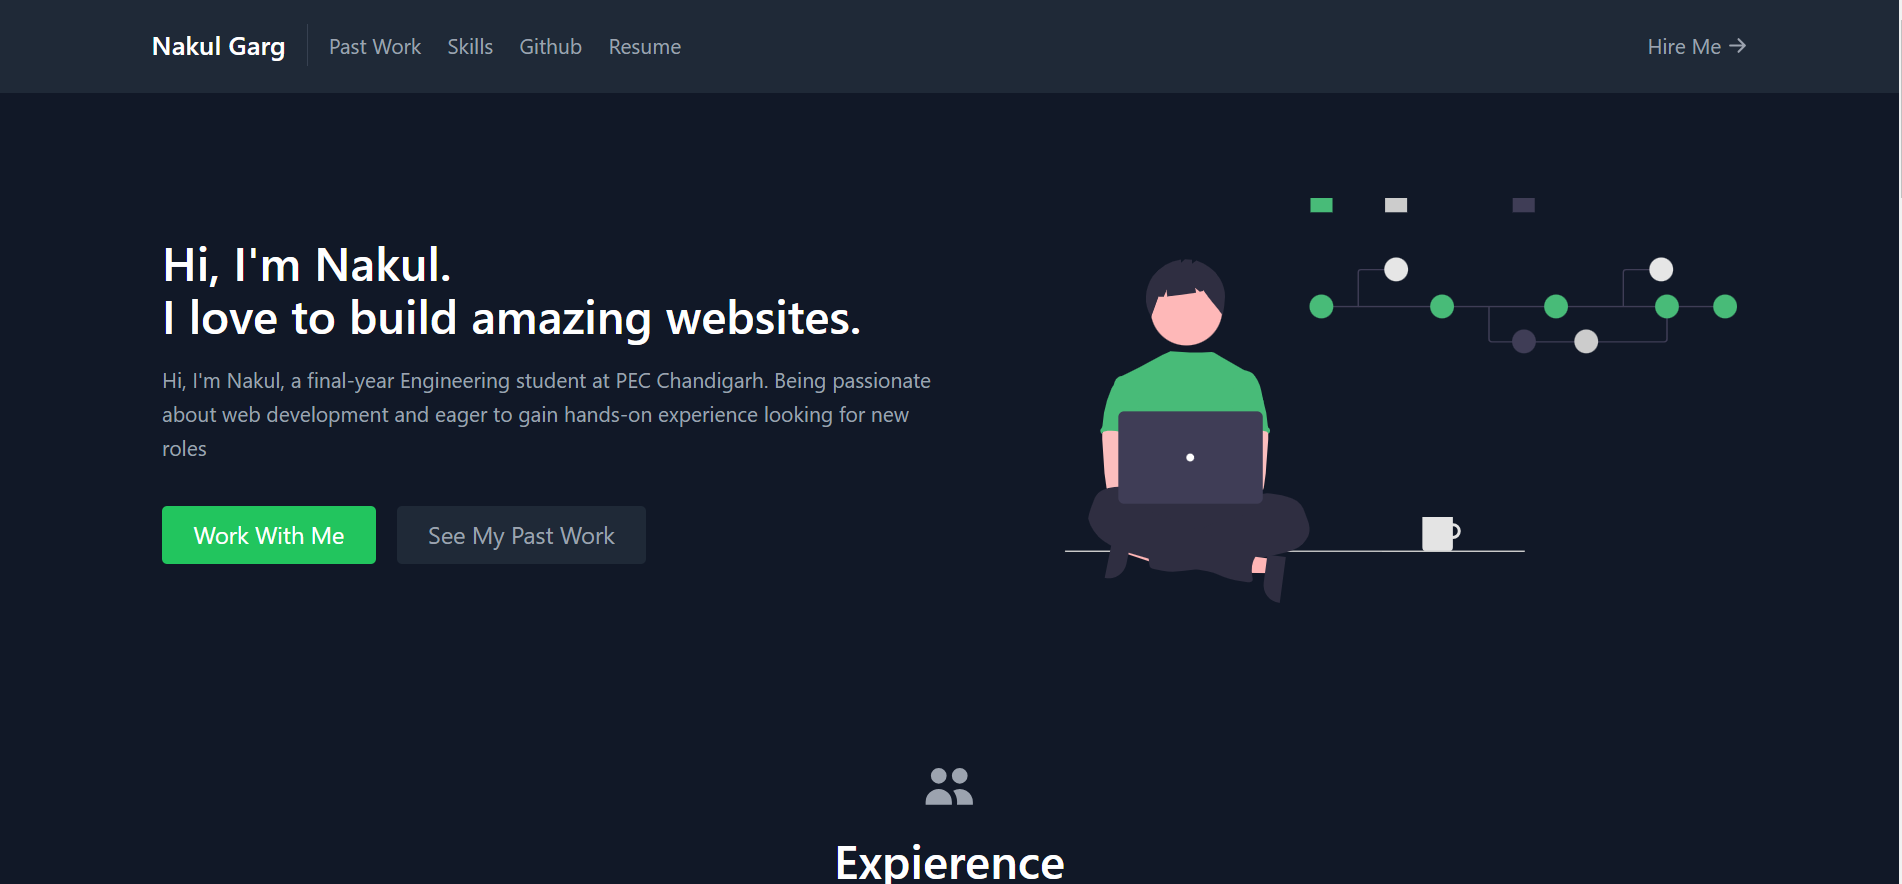 Nakul Garg
Past Work
Skills
Github
Resume
Hire Me →
Hi, I'm Nakul.
I love to build amazing websites.
Hi, I'm Nakul, a final-year Engineering student at PEC Chandigarh. Being passionate
about web development and eager to gain hands-on experience looking for new
roles
Work With Me
See My Past Work
Expierence